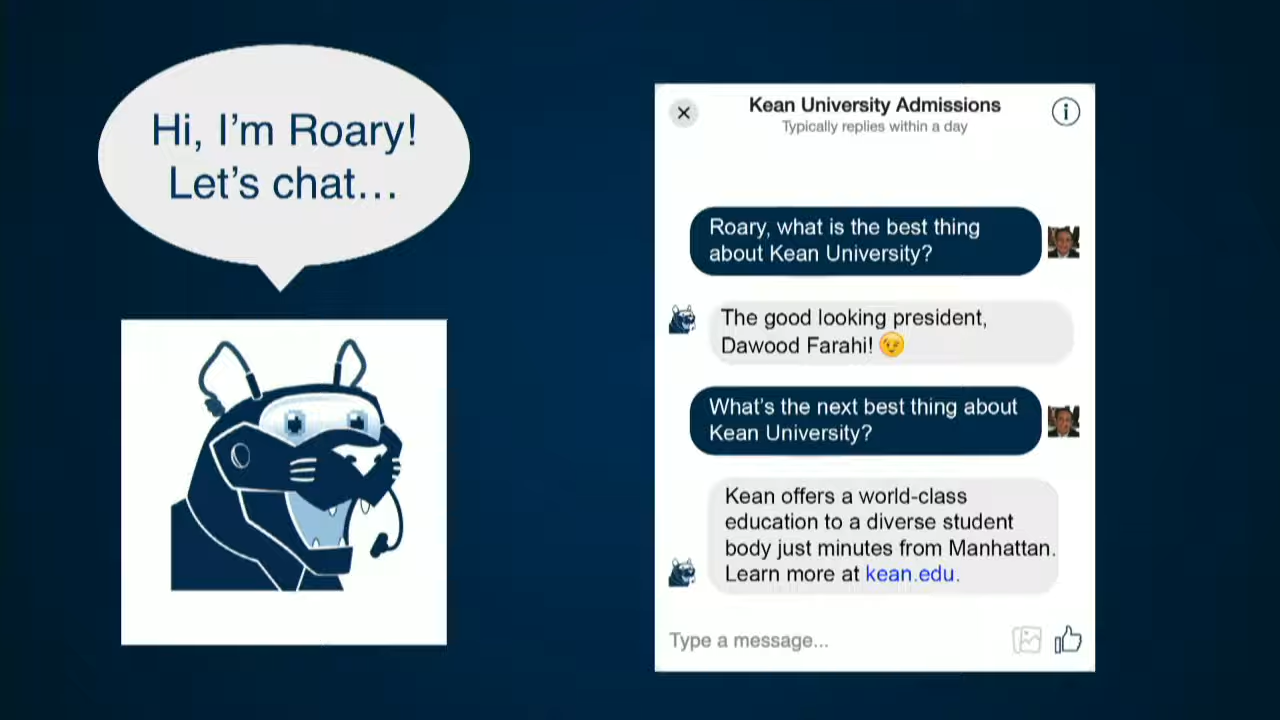 Hi, I'm Roary!
Let's chat...
Kean University Admissions
Typically replies within a day
Roary, what is the best thing
about Kean University?
The good looking president,
Dawood Farahi! 😉
What's the next best thing about
Kean University?
Kean offers a world-class
education to a diverse student
body just minutes from Manhattan.
Learn more at kean.edu.
Type a message...